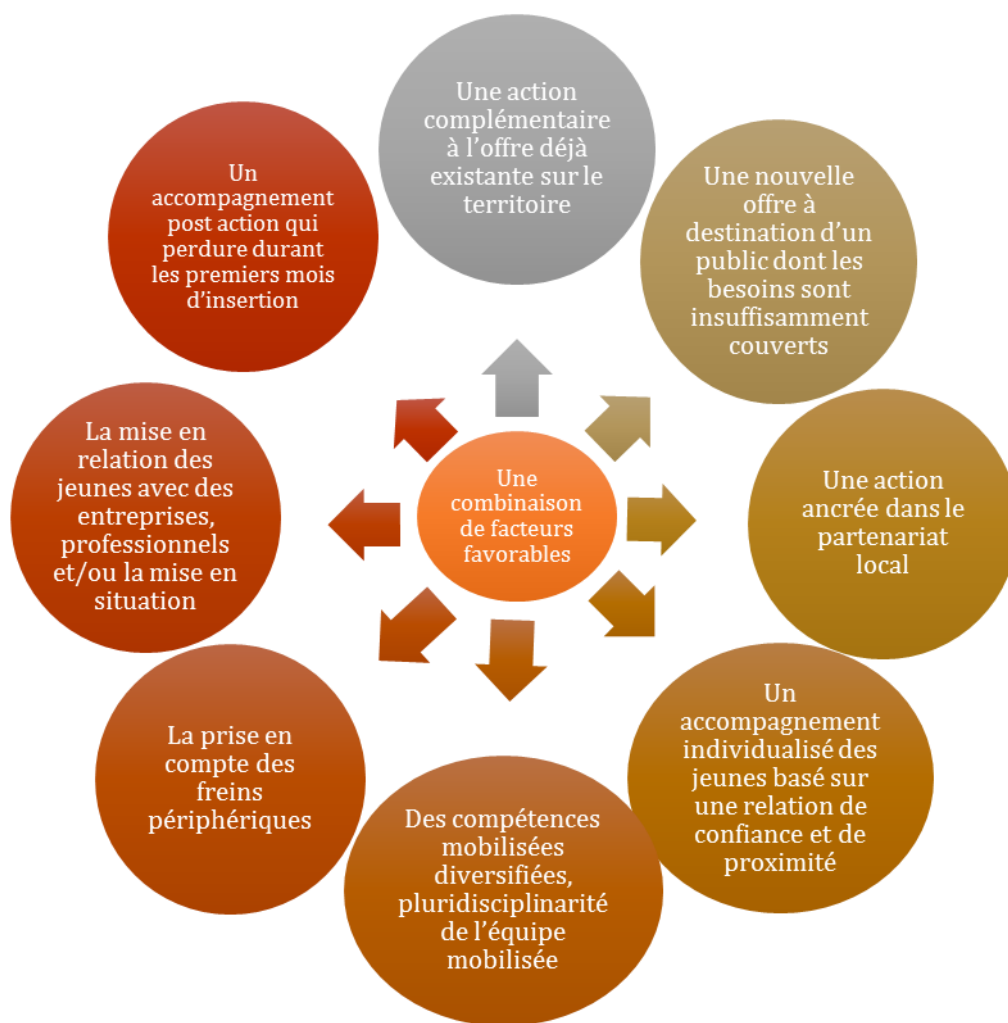 Une action
complémentaire
à l’offre déjà
existante sur le
territoire
Une nouvelle
offre à
destination d’un
public dont les
besoins sont
insuffisamment
couverts
Une action
ancrée dans le
partenariat
local
Un
accompagnement
individualisé des
jeunes basé sur
une relation de
confiance et de
proximité
Des compétences
mobilisées
diversifiées,
pluridisciplinarité
de l’équipe
mobilisée
La prise en
compte des
freins
périphériques
La mise en
relation des
jeunes avec des
entreprises,
professionnels
et/ou la mise en
situation
Un
accompagnement
post action qui
perdure durant
les premiers mois
d’insertion
Une
combinaison
de facteurs
favorables